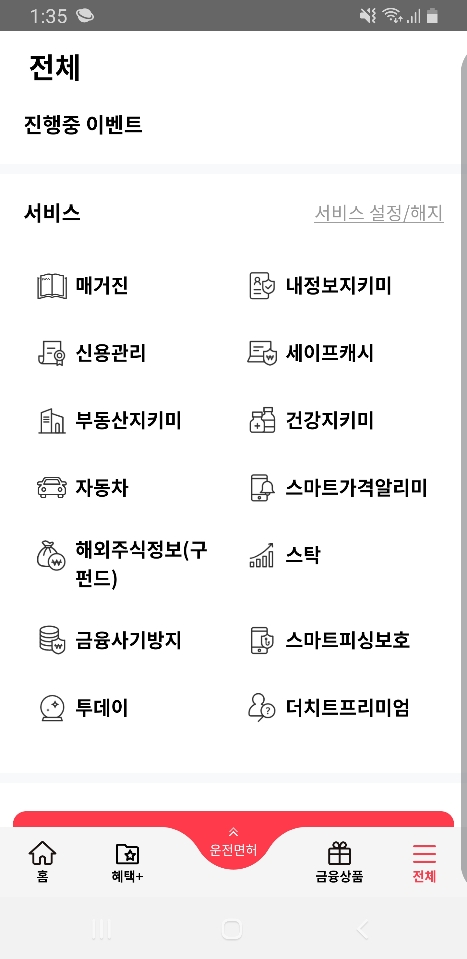 1:35
전체
진행중 이벤트
서비스 서비스 설정/해지
매거진 내정보지키미
신용관리 세이프캐시
부동산지키미 건강지키미
자동차 스마트가격알리미
해외주식정보(구
펀드)
스탁
금융사기방지 스마트피싱보호
투데이 더치트프리미엄
운전면허
홈 혜택+ 금융상품 전체